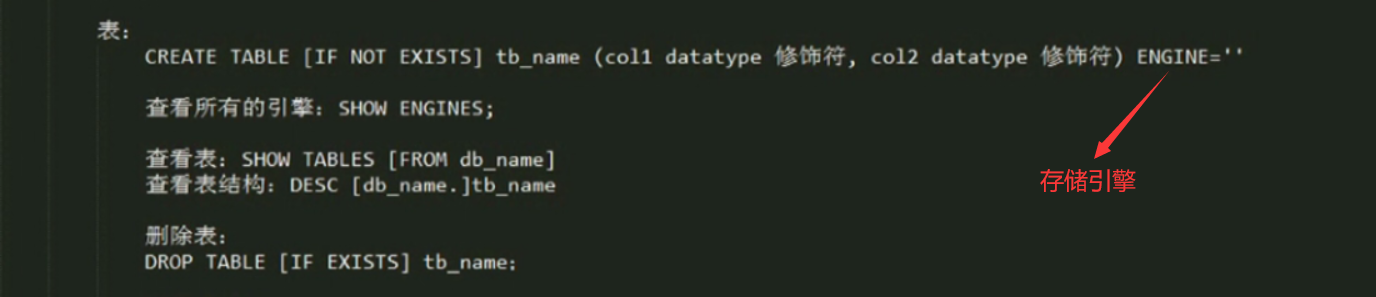 表：
CREATE TABLE [IF NOT EXISTS] tb_name (col1 datatype 修饰符, col2 datatype 修饰符) ENGINE=''
查看所有的引擎：SHOW ENGINES;
查看表：SHOW TABLES [FROM db_name]
查看表结构：DESC [db_name.]tb_name
存储引擎
删除表：
DROP TABLE [IF EXISTS] tb_name;